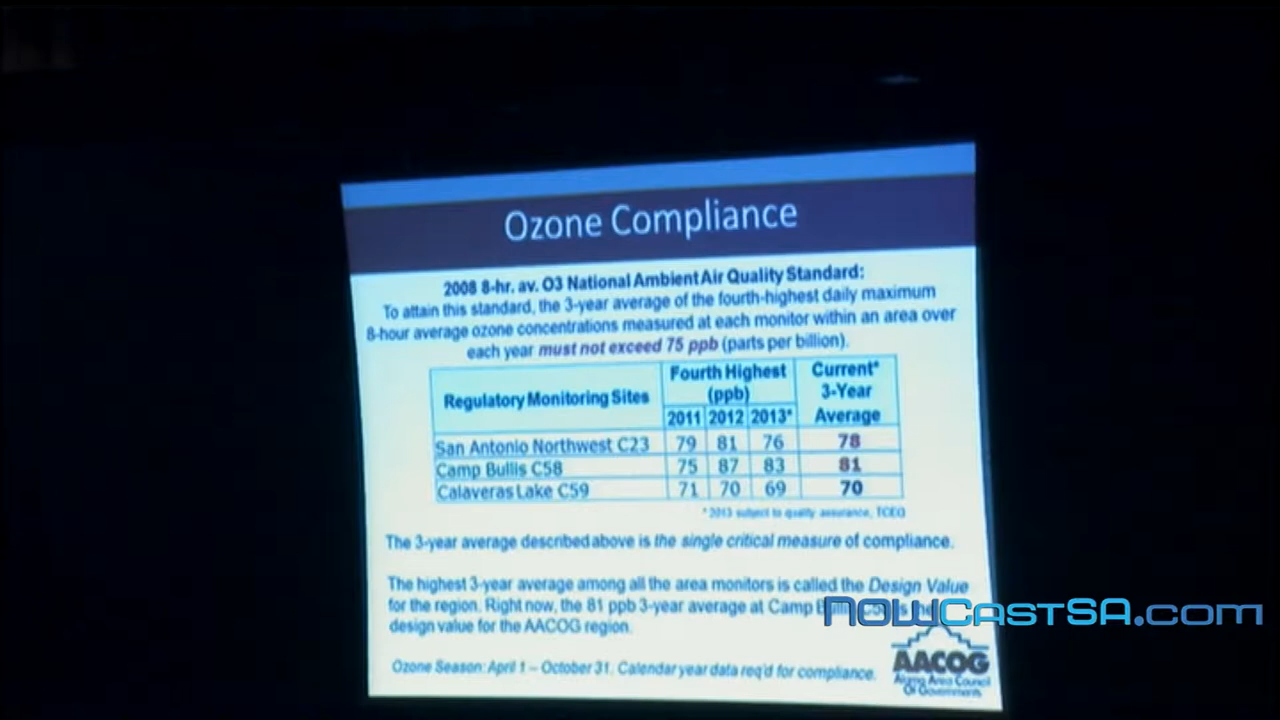 Ozone Compliance
2008 8-hr. av. O3 National Ambient Air Quality Standard:
To attain this standard, the 3-year average of the fourth-highest daily maximum
8-hour average ozone concentrations measured at each monitor within an area over
each year must not exceed 75 ppb (parts per billion).
Regulatory Monitoring Sites Fourth Highest (ppb) Current* 3-Year Average
2011 2012 2013*
San Antonio Northwest C23 79 81 76 78
Camp Bullis C58 75 87 83 81
Calaveras Lake C59 71 70 69 70
* 2013 subject to quality assurance, TCEQ
The 3-year average described above is the single critical measure of compliance.
The highest 3-year average among all the area monitors is called the Design Value
for the region. Right now, the 81 ppb 3-year average at Camp
design value for the AACOG region.
NowCastSA.com
Ozone Season: April 1 – October 31. Calendar year data req'd for compliance.
AACOG
Alamo Area Council
Of Governments